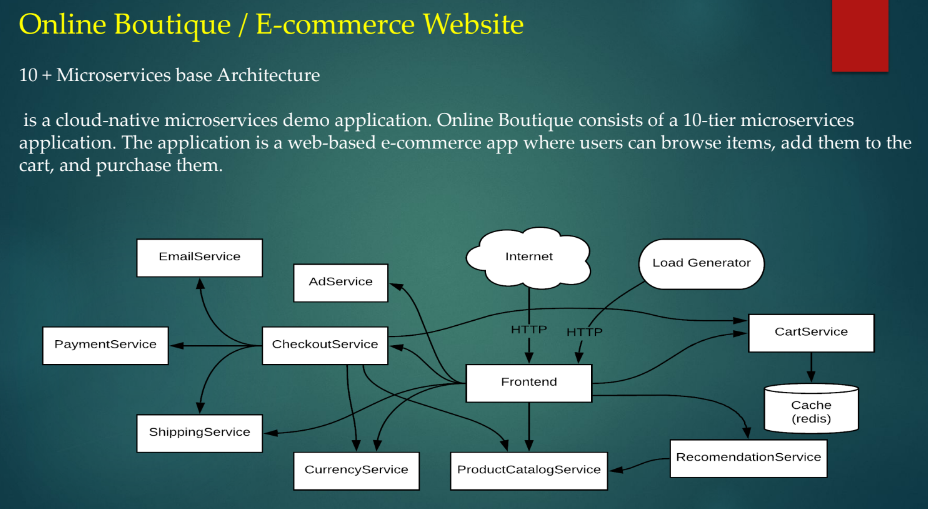 Online Boutique / E-commerce Website
10 + Microservices base Architecture
is a cloud-native microservices demo application. Online Boutique consists of a 10-tier microservices
application. The application is a web-based e-commerce app where users can browse items, add them to the
cart, and purchase them.
EmailService
Internet
Load Generator
AdService
HTTP
HTTP
CartService
PaymentService
CheckoutService
Frontend
Cache
(redis)
ShippingService
CurrencyService
ProductCatalogService
RecomendationService